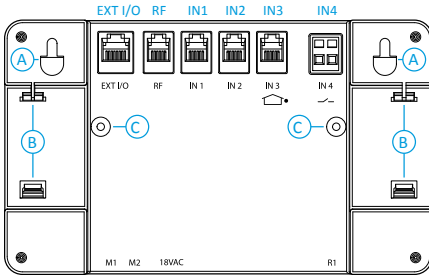 EXT I/O RF IN1 IN2 IN3 IN4
A A
EXT I/O RF IN 1 IN 2 IN 3 IN 4
C C
B B
M1 M2 18VAC R1